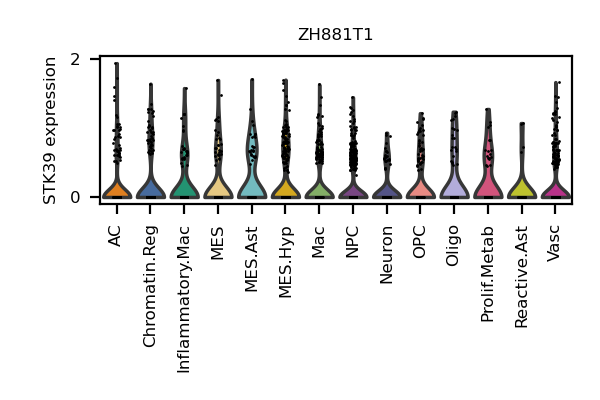 ZH881T1
STK39 expression
2
0
AC
Chromatin.Reg
Inflammatory.Mac
MES
MES.Ast
MES.Hyp
Mac
NPC
Neuron
OPC
Oligo
Prolif.Metab
Reactive.Ast
Vasc